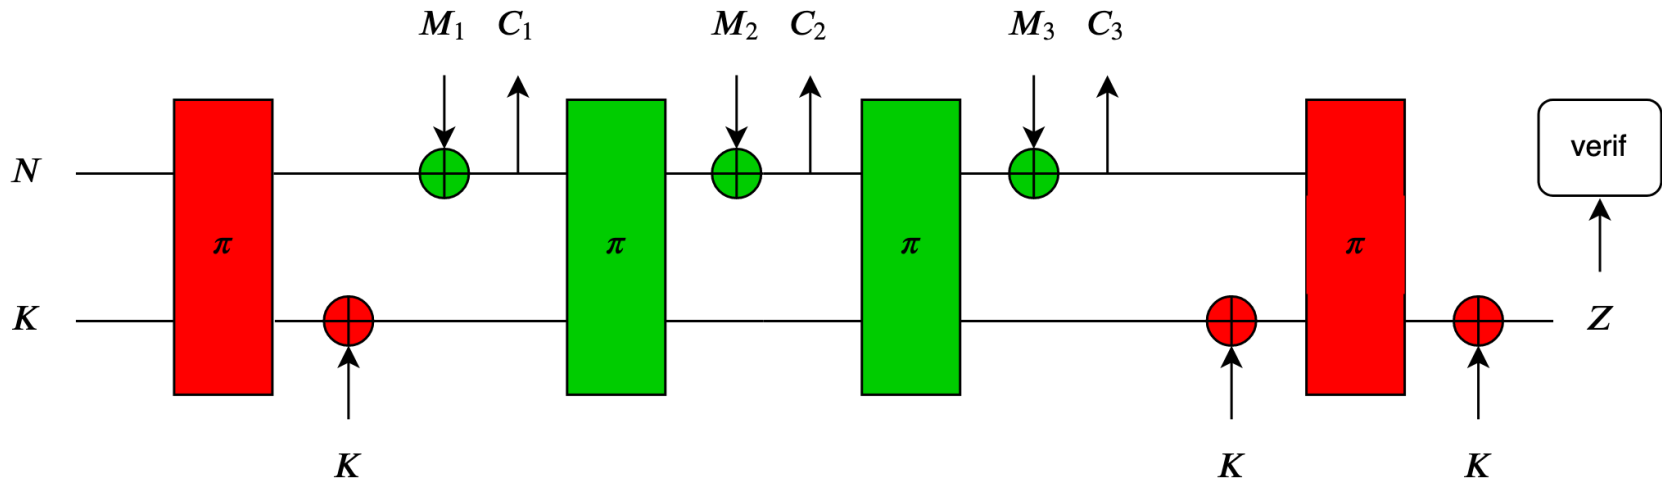 M₁ C₁ M₂ C₂ M₃ C₃
N
verif
π π π π
K
Z
K K K